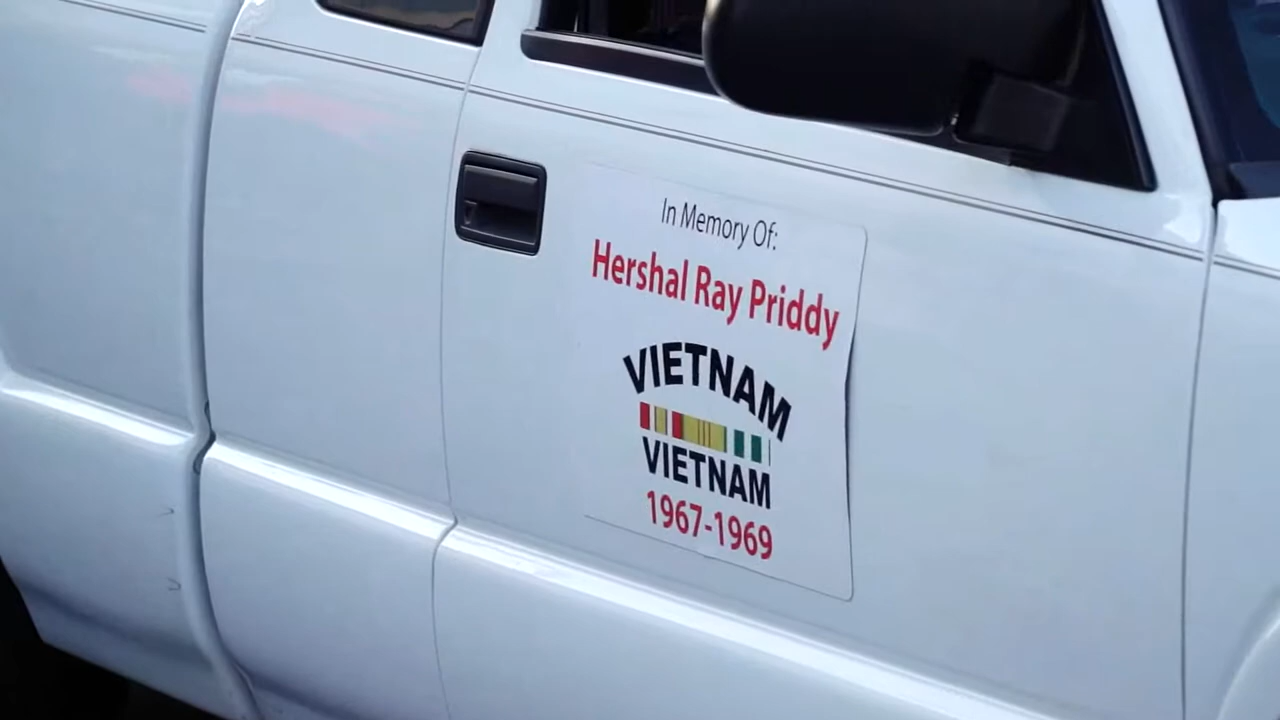 In Memory Of:
Hershal Ray Priddy
VIETNAM
VIETNAM
1967-1969